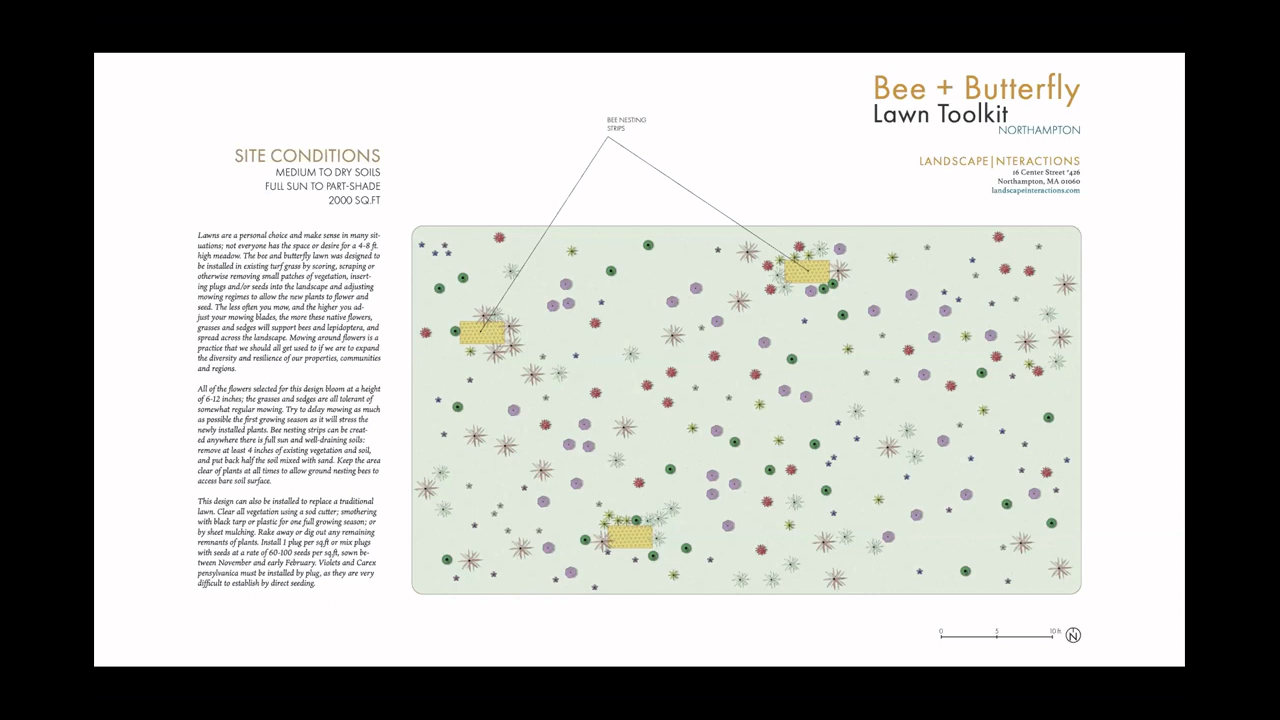 Bee + Butterfly
Lawn Toolkit
NORTHAMPTON
LANDSCAPE|NTERACTIONS
16 Center Street #426
Northampton, MA 01060
landscapeinteractions.com
BEE NESTING
STRIPS
SITE CONDITIONS
MEDIUM TO DRY SOILS
FULL SUN TO PART-SHADE
2000 SQ.FT
Lawns are a personal choice and make sense in many sit-
uations; not everyone has the space or desire for a 4-8 ft.
high meadow. The bee and butterfly lawn was designed to
be installed in existing turf grass by scoring, scraping or
otherwise removing small patches of vegetation, insert-
ing plugs and/or seeds into the landscape and adjusting
mowing regimes to allow the new plants to flower and
seed. The less often you mow, and the higher you ad-
just your mowing blades, the more these native flowers,
grasses and sedges will support bees and lepidoptera, and
spread across the landscape. Mowing around flowers is a
practice that we should all get used to if we are to expand
the diversity and resilience of our properties, communities
and regions.
All of the flowers selected for this design bloom at a height
of 6-12 inches; the grasses and sedges are all tolerant of
somewhat regular mowing. Try to delay mowing as much
as possible the first growing season as it will stress the
newly installed plants. Bee nesting strips can be creat-
ed anywhere there is full sun and well-draining soils:
remove at least 4 inches of existing vegetation and soil,
and put back half the soil mixed with sand. Keep the area
clear of plants at all times to allow ground nesting bees to
access bare soil surface.
This design can also be installed to replace a traditional
lawn. Clear all vegetation using a sod cutter; smothering
with black tarp or plastic for one full growing season; or
by sheet mulching. Rake away or dig out any remaining
remnants of plants. Install 1 plug per sq.ft or mix plugs
with seeds at a rate of 60-100 seeds per sq.ft, sown be-
tween November and early February. Violets and Carex
pensylvanica must be installed by plug, as they are very
difficult to establish by direct seeding.
0 5 10 ft
N